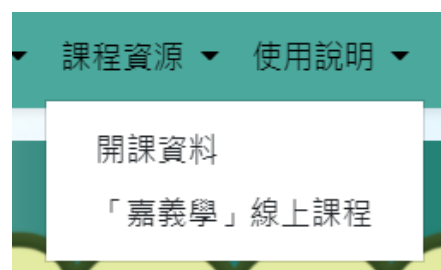 課程資源 使用說明
開課資料
「嘉義學」線上課程